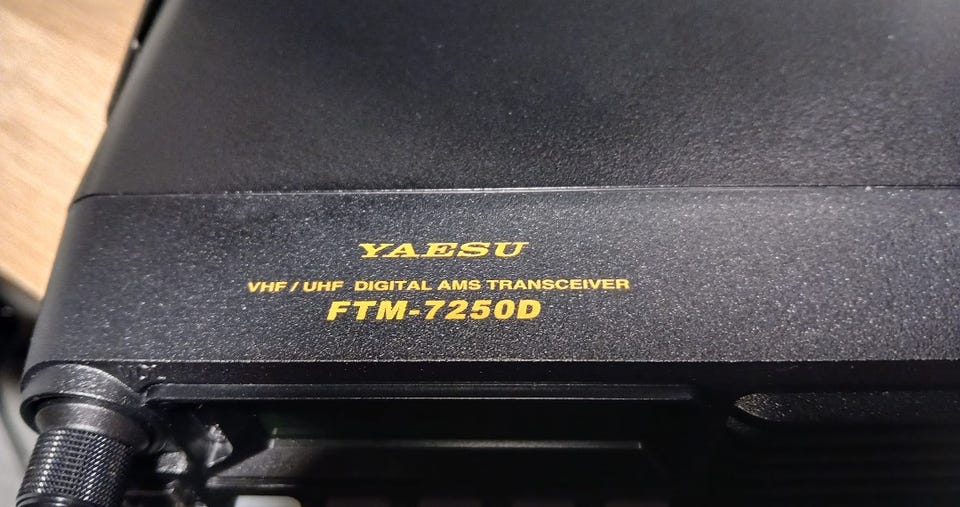 YAESU
VHF / UHF DIGITAL AMS TRANSCEIVER
FTM-7250D